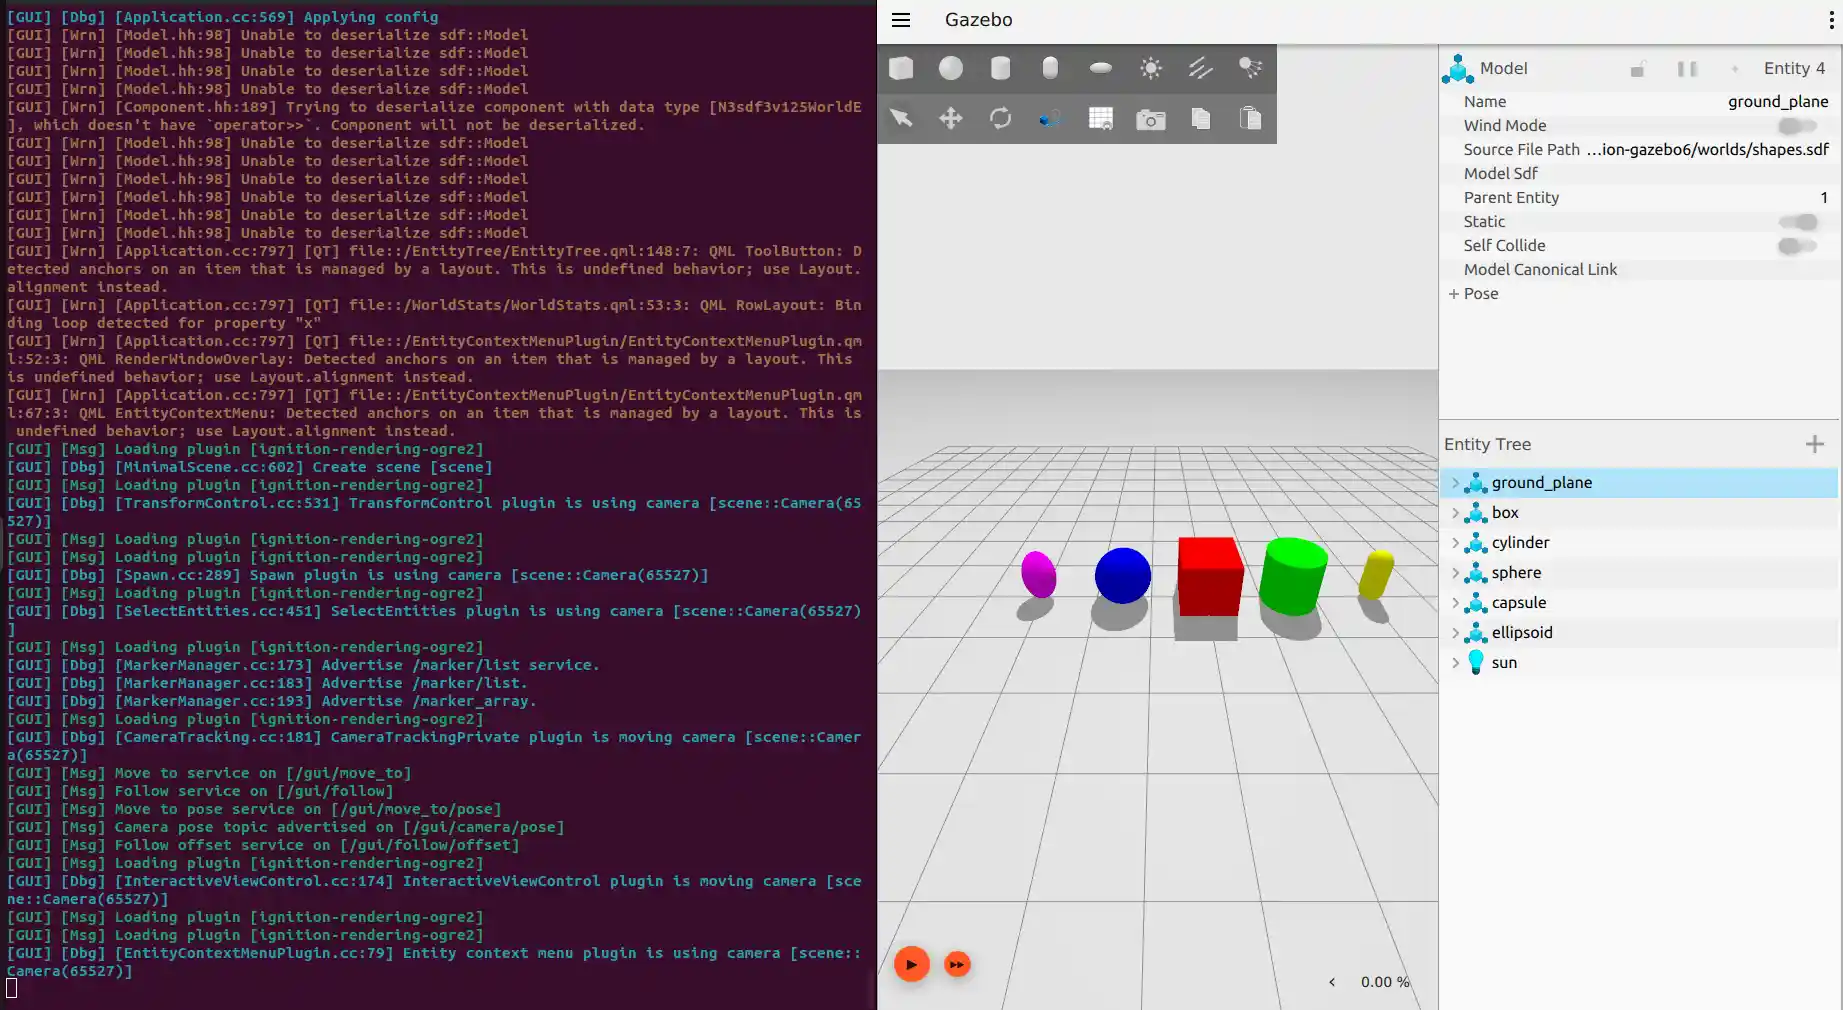 [GUI] [Dbg] [Application.cc:569] Applying config
[GUI] [Wrn] [Model.hh:98] Unable to deserialize sdf::Model
[GUI] [Wrn] [Model.hh:98] Unable to deserialize sdf::Model
[GUI] [Wrn] [Model.hh:98] Unable to deserialize sdf::Model
[GUI] [Wrn] [Model.hh:98] Unable to deserialize sdf::Model
[GUI] [Wrn] [Component.hh:189] Trying to deserialize component with data type [N3sdf3v125WorldE
], which doesn't have `operator>>`. Component will not be deserialized.
[GUI] [Wrn] [Model.hh:98] Unable to deserialize sdf::Model
[GUI] [Wrn] [Model.hh:98] Unable to deserialize sdf::Model
[GUI] [Wrn] [Model.hh:98] Unable to deserialize sdf::Model
[GUI] [Wrn] [Model.hh:98] Unable to deserialize sdf::Model
[GUI] [Wrn] [Model.hh:98] Unable to deserialize sdf::Model
[GUI] [Wrn] [Model.hh:98] Unable to deserialize sdf::Model
[GUI] [Wrn] [Application.cc:797] [QT] file::/EntityTree/EntityTree.qml:148:7: QML ToolButton: D
etected anchors on an item that is managed by a layout. This is undefined behavior; use Layout.
alignment instead.
[GUI] [Wrn] [Application.cc:797] [QT] file::/WorldStats/WorldStats.qml:53:3: QML RowLayout: Bin
ding loop detected for property "x"
[GUI] [Wrn] [Application.cc:797] [QT] file::/EntityContextMenuPlugin/EntityContextMenuPlugin.qm
l:52:3: QML RenderWindowOverlay: Detected anchors on an item that is managed by a layout. This
is undefined behavior; use Layout.alignment instead.
[GUI] [Wrn] [Application.cc:797] [QT] file::/EntityContextMenuPlugin/EntityContextMenuPlugin.qm
l:67:3: QML EntityContextMenu: Detected anchors on an item that is managed by a layout. This is
undefined behavior; use Layout.alignment instead.
[GUI] [Msg] Loading plugin [ignition-rendering-ogre2]
[GUI] [Dbg] [MinimalScene.cc:602] Create scene [scene]
[GUI] [Msg] Loading plugin [ignition-rendering-ogre2]
[GUI] [Dbg] [TransformControl.cc:531] TransformControl plugin is using camera [scene::Camera(65
527)]
[GUI] [Msg] Loading plugin [ignition-rendering-ogre2]
[GUI] [Msg] Loading plugin [ignition-rendering-ogre2]
[GUI] [Dbg] [Spawn.cc:289] Spawn plugin is using camera [scene::Camera(65527)]
[GUI] [Msg] Loading plugin [ignition-rendering-ogre2]
[GUI] [Dbg] [SelectEntities.cc:451] SelectEntities plugin is using camera [scene::Camera(65527)
]
[GUI] [Msg] Loading plugin [ignition-rendering-ogre2]
[GUI] [Dbg] [MarkerManager.cc:173] Advertise /marker/list service.
[GUI] [Dbg] [MarkerManager.cc:183] Advertise /marker/list.
[GUI] [Dbg] [MarkerManager.cc:193] Advertise /marker_array.
[GUI] [Msg] Loading plugin [ignition-rendering-ogre2]
[GUI] [Dbg] [CameraTracking.cc:181] CameraTrackingPrivate plugin is moving camera [scene::Camer
a(65527)]
[GUI] [Msg] Move to service on [/gui/move_to]
[GUI] [Msg] Follow service on [/gui/follow]
[GUI] [Msg] Move to pose service on [/gui/move_to/pose]
[GUI] [Msg] Camera pose topic advertised on [/gui/camera/pose]
[GUI] [Msg] Follow offset service on [/gui/follow/offset]
[GUI] [Msg] Loading plugin [ignition-rendering-ogre2]
[GUI] [Dbg] [InteractiveViewControl.cc:174] InteractiveViewControl plugin is moving camera [sce
ne::Camera(65527)]
[GUI] [Msg] Loading plugin [ignition-rendering-ogre2]
[GUI] [Msg] Loading plugin [ignition-rendering-ogre2]
[GUI] [Dbg] [EntityContextMenuPlugin.cc:79] Entity context menu plugin is using camera [scene::
Camera(65527)]
Gazebo
0.00 %
Model Entity 4
Name ground_plane
Wind Mode
Source File Path ...ion-gazebo6/worlds/shapes.sdf
Model Sdf
Parent Entity 1
Static
Self Collide
Model Canonical Link
+ Pose
Entity Tree
ground_plane
box
cylinder
sphere
capsule
ellipsoid
sun